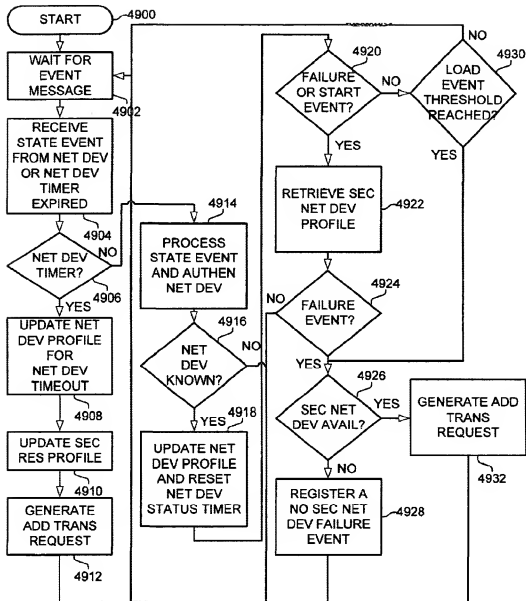 START
4900
WAIT FOR
EVENT
MESSAGE
4902
RECEIVE
STATE EVENT
FROM NET DEV
OR NET DEV
TIMER
EXPIRED
4904
NET DEV
TIMER?
NO
4906
YES
UPDATE NET
DEV PROFILE
FOR
NET DEV
TIMEOUT
4908
UPDATE SEC
RES PROFILE
4910
GENERATE
ADD TRANS
REQUEST
4912
4914
PROCESS
STATE EVENT
AND AUTHEN
NET DEV
4916
NET
DEV
KNOWN?
NO
YES
4918
UPDATE NET
DEV PROFILE
AND RESET
NET DEV
STATUS TIMER
4920
FAILURE
OR START
EVENT?
NO
YES
RETRIEVE SEC
NET DEV
PROFILE
4922
4924
NO
FAILURE
EVENT?
YES
4926
SEC NET
DEV AVAIL?
YES
NO
REGISTER A
NO SEC NET
DEV FAILURE
EVENT
4928
NO
4930
LOAD
EVENT
THRESHOLD
REACHED?
YES
GENERATE ADD
TRANS
REQUEST
4932